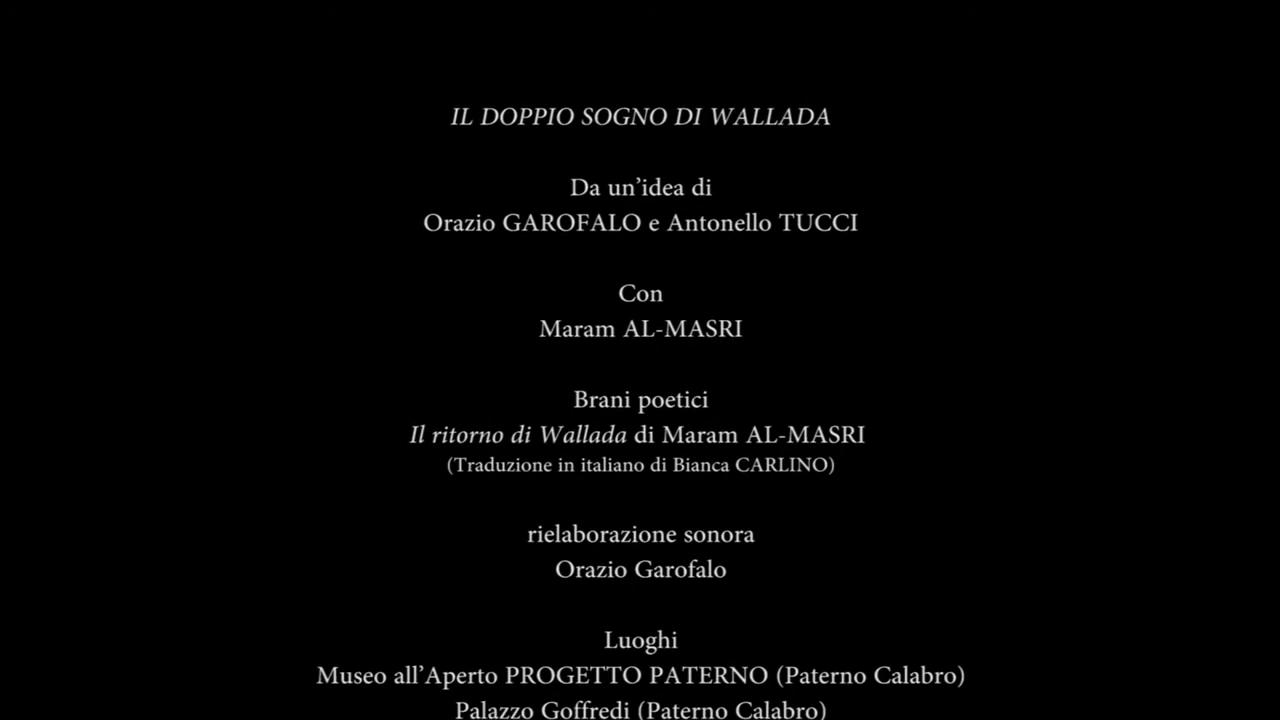 IL DOPPIO SOGNO DI WALLADA
Da un’idea di
Orazio GAROFALO e Antonello TUCCI
Con
Maram AL-MASRI
Brani poetici
Il ritorno di Wallada di Maram AL-MASRI
(Traduzione in italiano di Bianca CARLINO)
rielaborazione sonora
Orazio Garofalo
Luoghi
Museo all’Aperto PROGETTO PATERNO (Paterno Calabro)
Palazzo Goffredi (Paterno Calabro)